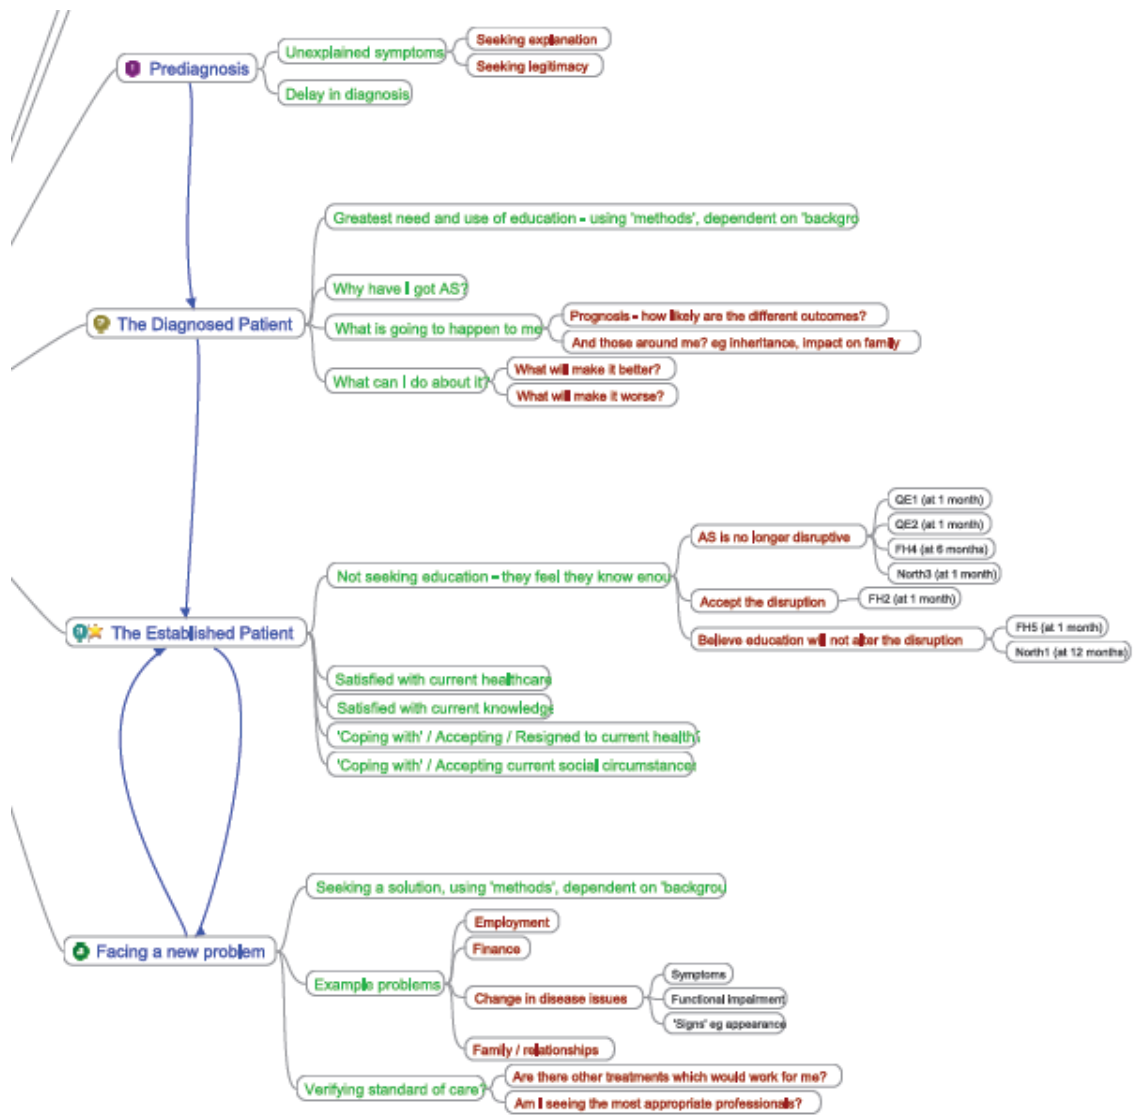 Prediagnosis
Unexplained symptoms
Seeking explanation
Seeking legitimacy
Delay in diagnosis
The Diagnosed Patient
Greatest need and use of education - using 'methods', dependent on 'backgro
Why have I got AS?
What is going to happen to me
Prognosis - how likely are the different outcomes?
And those around me? eg inheritance, impact on family
What can I do about it?
What will make it better?
What will make it worse?
The Established Patient
Not seeking education - they feel they know enou
AS is no longer disruptive
QE1 (at 1 month)
QE2 (at 1 month)
FH4 (at 6 months)
North3 (at 1 month)
Accept the disruption
FH2 (at 1 month)
Believe education will not alter the disruption
FH5 (at 1 month)
North1 (at 12 months)
Satisfied with current healthcare
Satisfied with current knowledge
'Coping with' / Accepting / Resigned to current health
'Coping with' / Accepting current social circumstances
Facing a new problem
Seeking a solution, using 'methods', dependent on 'backgrou
Example problems
Employment
Finance
Change in disease issues
Symptoms
Functional impairment
'Signs' eg appearance
Family / relationships
Verifying standard of care?
Are there other treatments which would work for me?
Am I seeing the most appropriate professionals?